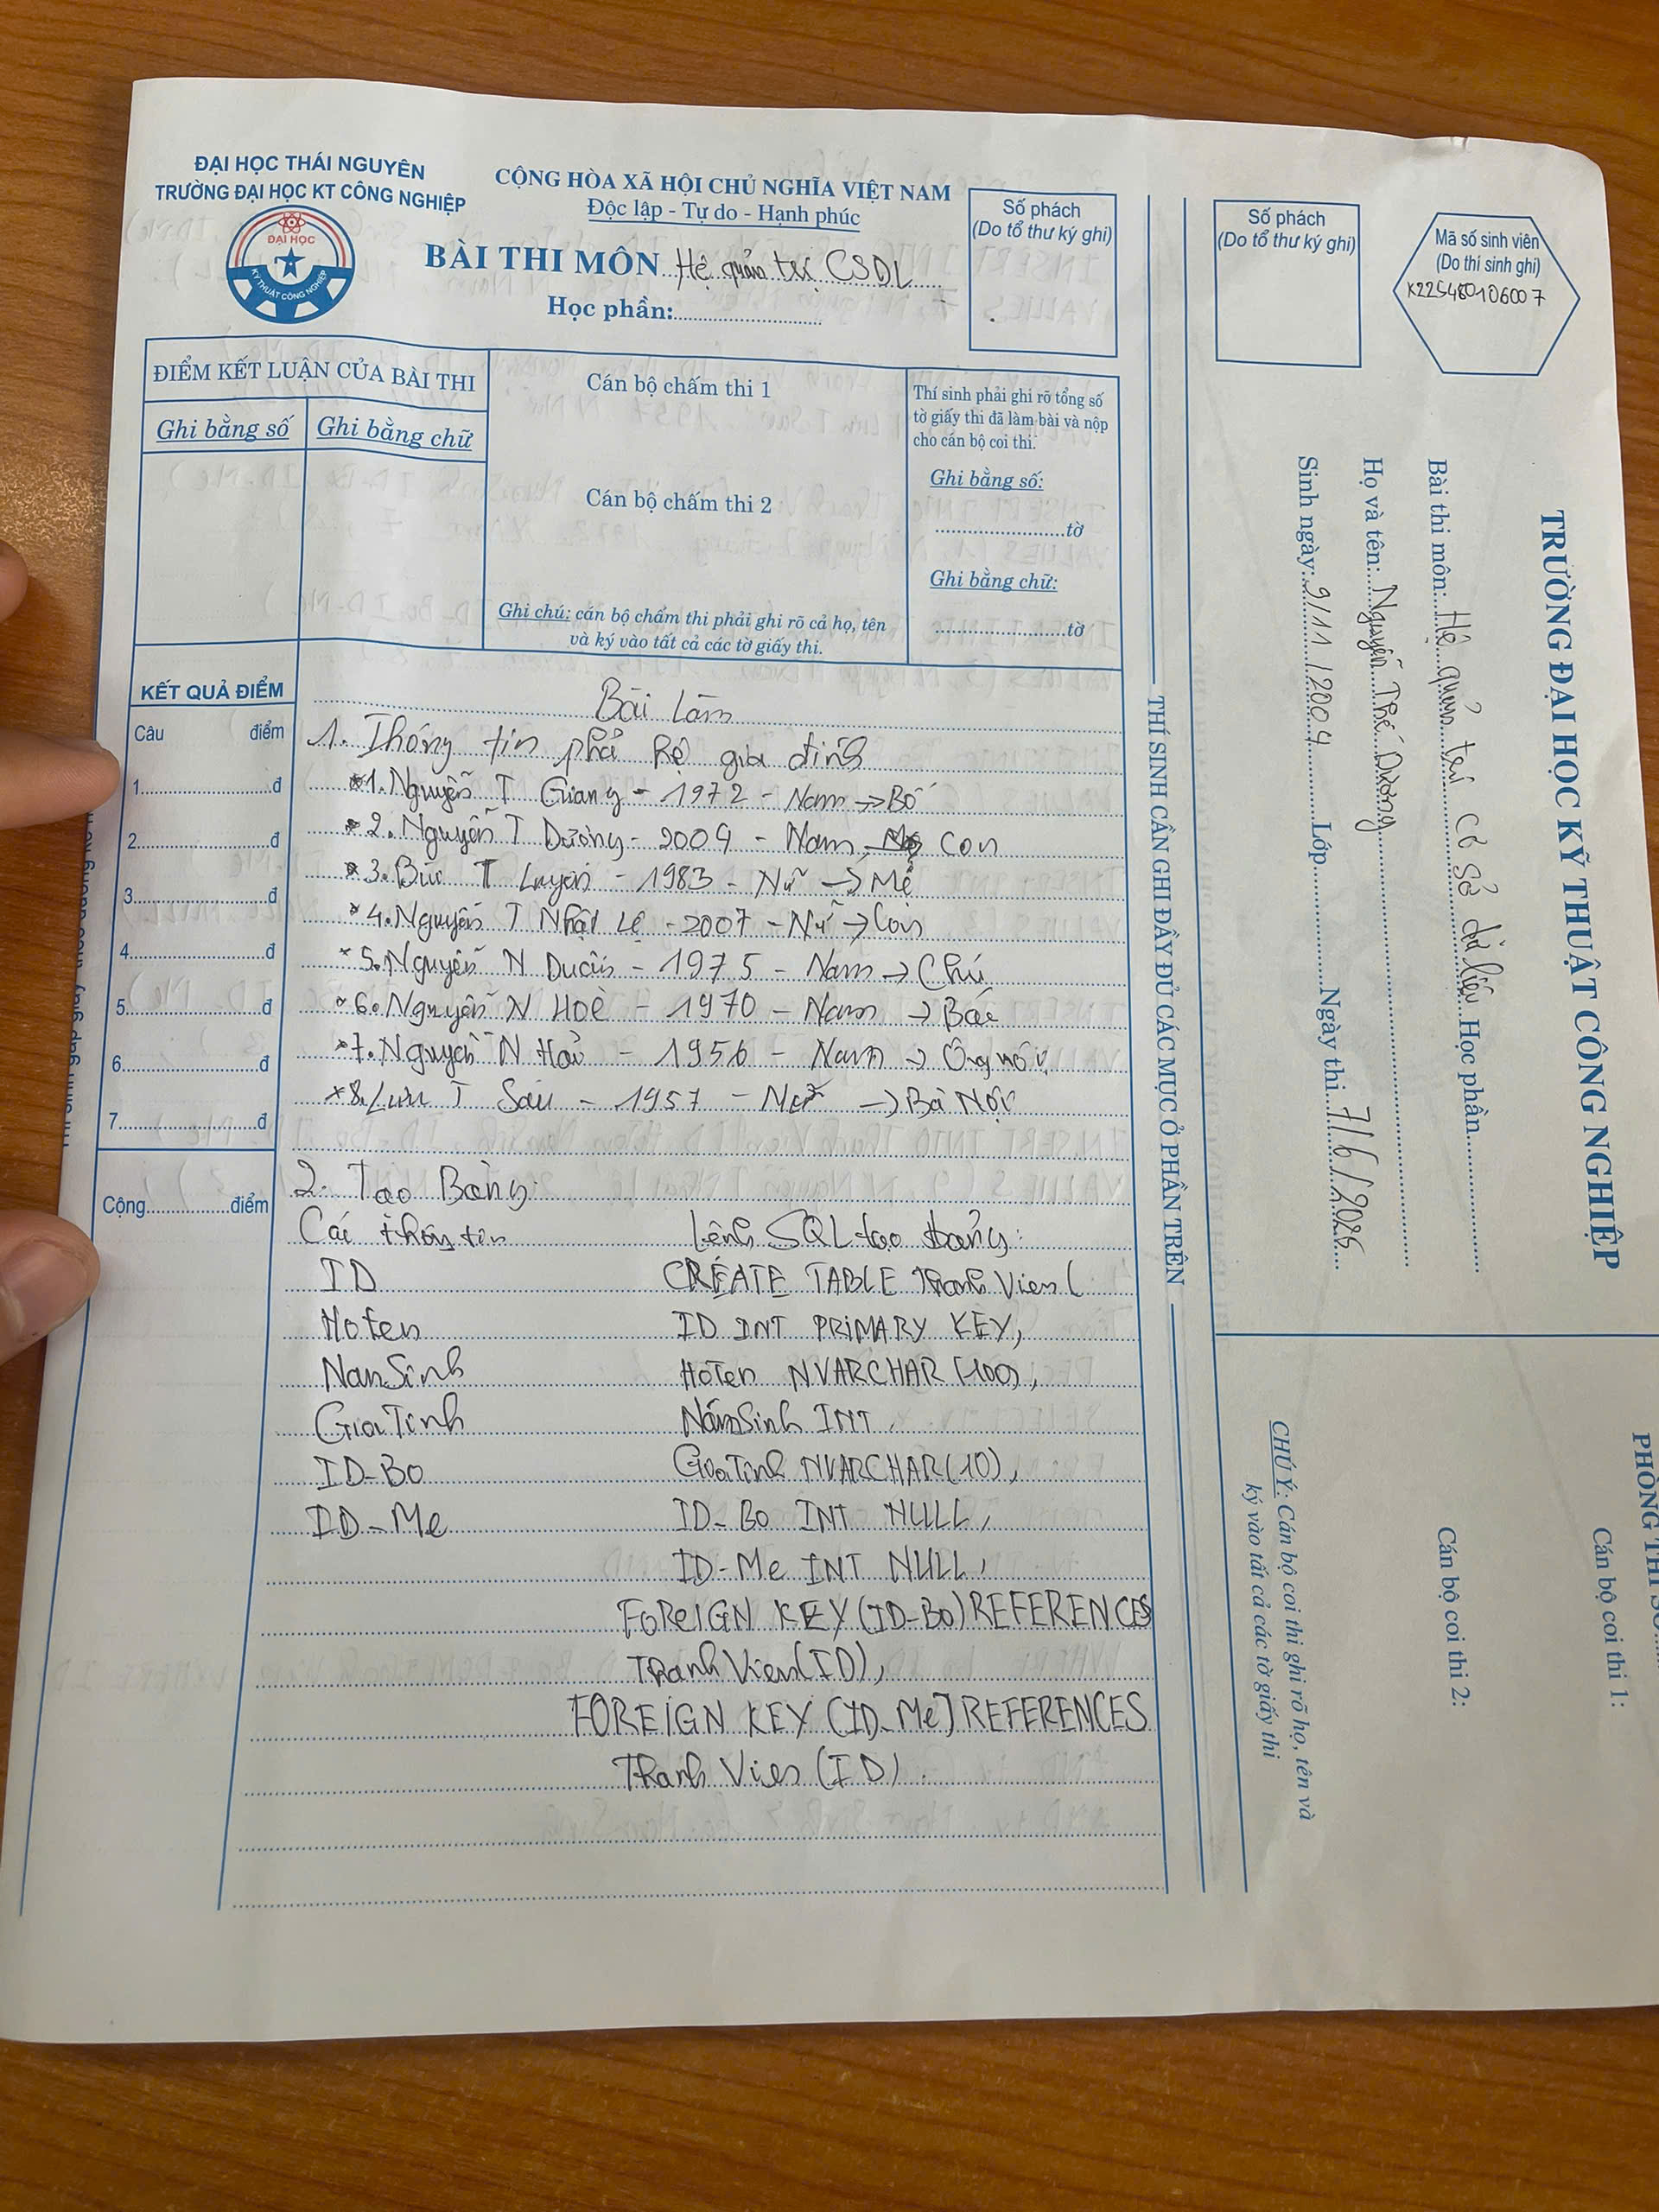 ĐẠI HỌC THÁI NGUYÊN
TRƯỜNG ĐẠI HỌC KT CÔNG NGHIỆP
ĐẠI HỌC
KỸ THUẬT CÔNG NGHIỆP
CỘNG HÒA XÃ HỘI CHỦ NGHĨA VIỆT NAM
Độc lập - Tự do - Hạnh phúc
BÀI THI MÔN Hệ quản trị CSDL
Học phần:
Số phách
(Do tổ thư ký ghi)
ĐIỂM KẾT LUẬN CỦA BÀI THI
Ghi bằng số
Ghi bằng chữ
Cán bộ chấm thi 1
Cán bộ chấm thi 2
Ghi chú: cán bộ chấm thi phải ghi rõ cả họ, tên
và ký vào tất cả các tờ giấy thi.
Thí sinh phải ghi rõ tổng số
tờ giấy thi đã làm bài và nộp
cho cán bộ coi thi.
Ghi bằng số:
tờ
Ghi bằng chữ:
tờ
KẾT QUẢ ĐIỂM
Câu điểm
1 đ
2 đ
3 đ
4 đ
5 đ
6 đ
7 đ
Cộng điểm
Bài Làm
1. Thông tin phả hệ gia đình
*1. Nguyễn T Giang - 1972 - Nam -> Bố
*2. Nguyễn T Dương - 2004 - Nam Con
*3. Bùi T Luyến - 1983 - Nữ -> Mẹ
*4. Nguyễn T Nhật Lệ - 2007 - Nữ -> Con
*5. Nguyễn N Duẩn - 1975 - Nam -> Chú
*6. Nguyễn N Hoè - 1970 - Nam -> Bác
*7. Nguyễn N Hải - 1956 - Nam -> Ông nội
*8. Lưu T Sáu - 1957 - Nữ -> Bà Nội
2. Tạo Bảng:
Các thông tin Lệnh SQL tạo bảng:
ID CREATE TABLE ThanhVien(
HoTen ID INT PRIMARY KEY,
NamSinh HoTen NVARCHAR (100),
GioiTinh NămSinh INT,
ID-Bo GioiTinh NVARCHAR(10),
ID-Me ID-Bo INT NULL,
ID-Me INT NULL,
FOREIGN KEY (ID-Bo) REFERENCES
ThanhVien(ID),
FOREIGN KEY (ID-Me) REFERENCES
ThanhVien(ID)
THÍ SINH CẦN GHI ĐẦY ĐỦ CÁC MỤC Ở PHẦN TRÊN
Số phách
(Do tổ thư ký ghi)
Mã số sinh viên
(Do thí sinh ghi)
K225480106007
TRƯỜNG ĐẠI HỌC KỸ THUẬT CÔNG NGHIỆP
Bài thi môn: Hệ quản trị cơ sở dữ liệu Học phần
Họ và tên: Nguyễn Thế Dương
Sinh ngày: 9/11/2004 Lớp Ngày thi 7/6/2025
PHÒNG THI SỐ
Cán bộ coi thi 1:
Cán bộ coi thi 2:
CHÚ Ý: Cán bộ coi thi ghi rõ họ, tên và
ký vào tất cả các tờ giấy thi